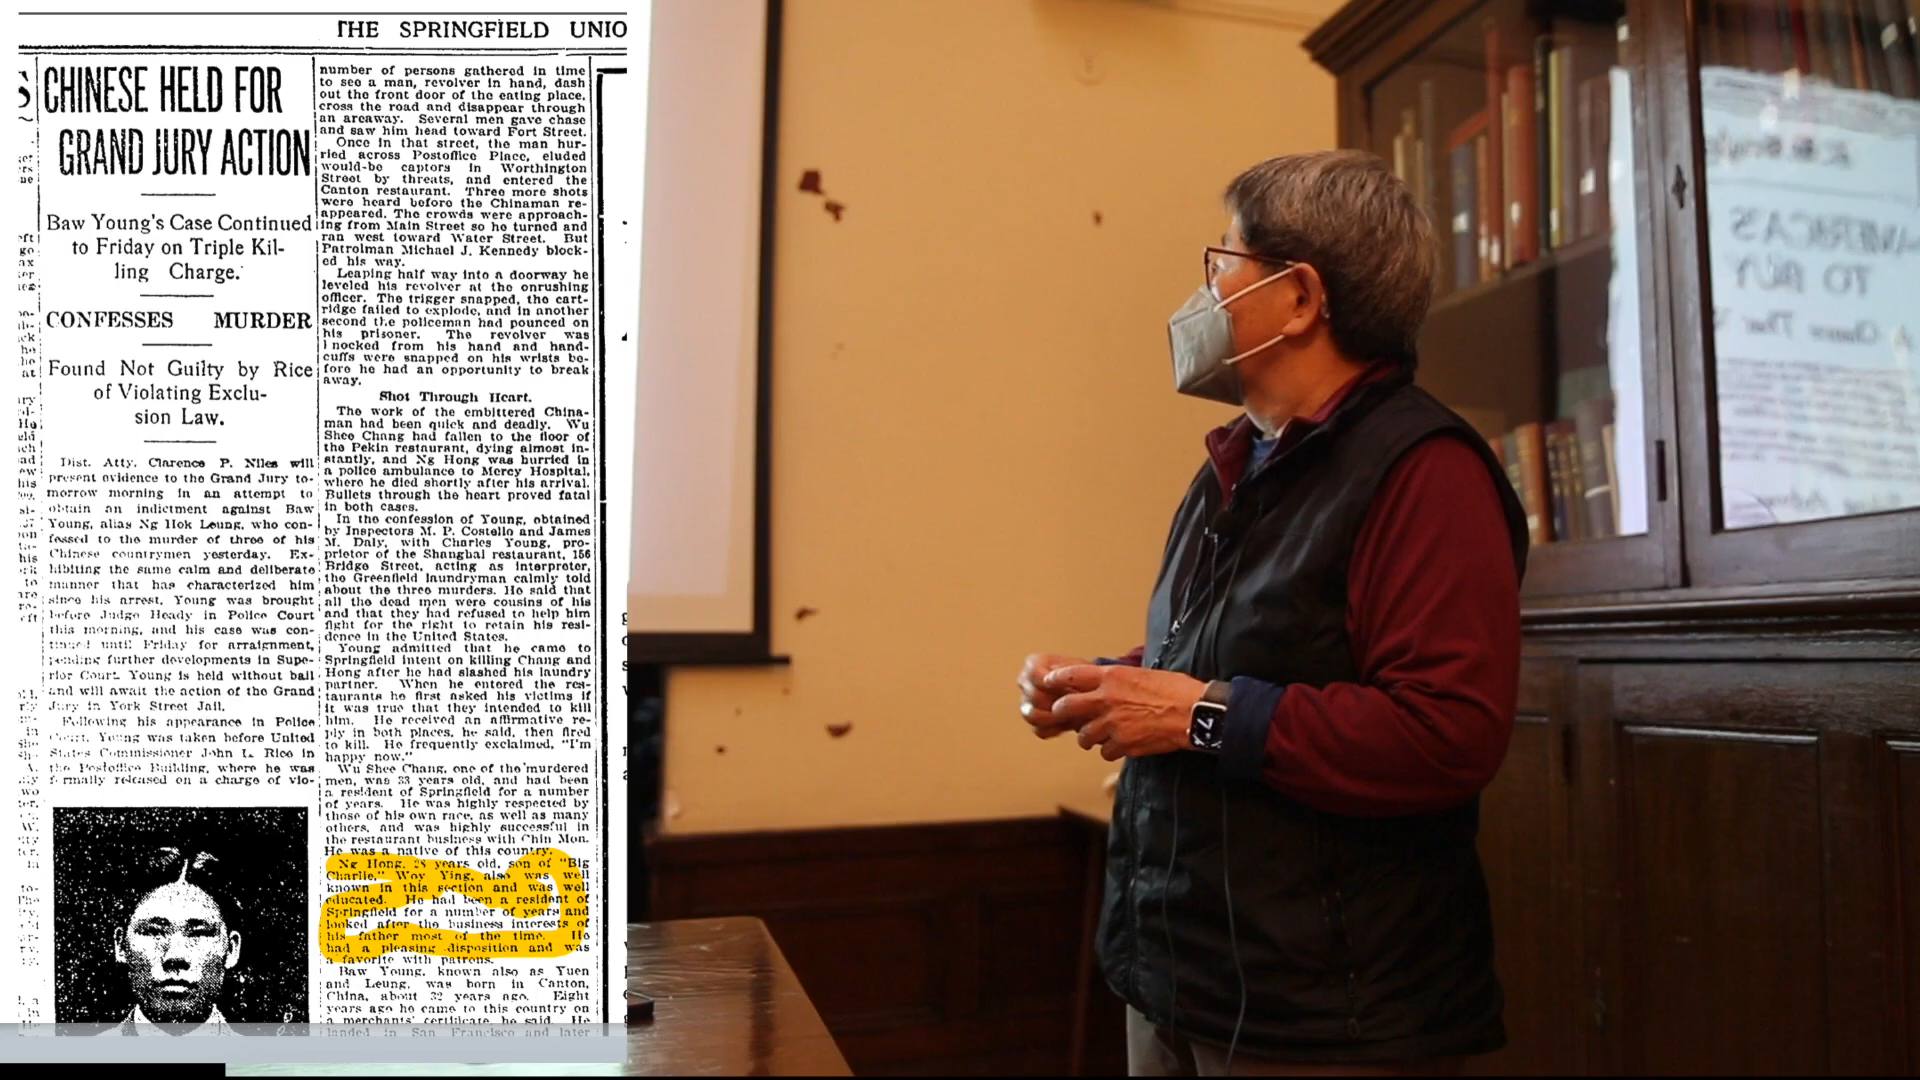 THE SPRINGFIELD UNIO
CHINESE HELD FOR
GRAND JURY ACTION
Baw Young's Case Continued
to Friday on Triple Kil-
ling Charge.
CONFESSES MURDER
Found Not Guilty by Rice
of Violating Exclu-
sion Law.
Dist. Atty. Clarence P. Niles will
present evidence to the Grand Jury to-
morrow morning in an attempt to
obtain an indictment against Baw
Young, alias Ng Hok Leung, who con-
fessed to the murder of three of his
Chinese countrymen yesterday. Ex-
hibiting the same calm and deliberate
manner that has characterized him
since his arrest, Young was brought
before Judge Heady in Police Court
this morning, and his case was con-
tinued until Friday for arraignment,
pending further developments in Supe-
rior Court. Young is held without bail
and will await the action of the Grand
Jury in York Street Jail.
Following his appearance in Police
Court, Young was taken before United
States Commissioner John L. Rice in
the Postoffice Building, where he was
formally released on a charge of vio-
number of persons gathered in time
to see a man, revolver in hand, dash
out the front door of the eating place,
cross the road and disappear through
an areaway. Several men gave chase
and saw him head toward Fort Street.
Once in that street, the man hur-
ried across Postoffice Place, eluded
would-be captors in Worthington
Street by threats, and entered the
Canton restaurant. Three more shots
were heard before the Chinaman re-
appeared. The crowds were approach-
ing from Main Street so he turned and
ran west toward Water Street. But
Patrolman Michael J. Kennedy block-
ed his way.
Leaping half way into a doorway he
leveled his revolver at the onrushing
officer. The trigger snapped, the cart-
ridge failed to explode, and in another
second the policeman had pounced on
his prisoner. The revolver was
knocked from his hand and hand-
cuffs were snapped on his wrists be-
fore he had an opportunity to break
away.
Shot Through Heart.
The work of the embittered China-
man had been quick and deadly. Wu
Shee Chang had fallen to the floor of
the Pekin restaurant, dying almost in-
stantly, and Ng Hong was hurried in
a police ambulance to Mercy Hospital,
where he died shortly after his arrival.
Bullets through the heart proved fatal
in both cases.
In the confession of Young, obtained
by Inspectors M. P. Costello and James
M. Daly, with Charles Young, pro-
prietor of the Shanghai restaurant, 156
Bridge Street, acting as interpreter,
the Greenfield laundryman calmly told
about the three murders. He said that
all the dead men were cousins of his
and that they had refused to help him
fight for the right to retain his resi-
dence in the United States.
Young admitted that he came to
Springfield intent on killing Chang and
Hong after he had slashed his laundry
partner. When he entered the res-
taurants he first asked his victims if
it was true that they intended to kill
him. He received an affirmative re-
ply in both places, he said, then fired
to kill. He frequently exclaimed, "I'm
happy now."
Wu Shee Chang, one of the murdered
men, was 33 years old, and had been
a resident of Springfield for a number
of years. He was highly respected by
those of his own race, as well as many
others, and was highly successful in
the restaurant business with Chin Mon.
He was a native of this country.
Ng Hong, 28 years old, son of "Big
Charlie," Woy Ying, also was well
known in this section and was well
educated. He had been a resident of
Springfield for a number of years and
looked after the business interests of
his father most of the time. He
had a pleasing disposition and was
a favorite with patrons.
Baw Young, known also as Yuen
and Leung, was born in Canton,
China, about 32 years ago. Eight
years ago he came to this country on
a merchants' certificate, he said. He
landed in San Francisco and later
AMERICA'S
TO BUY